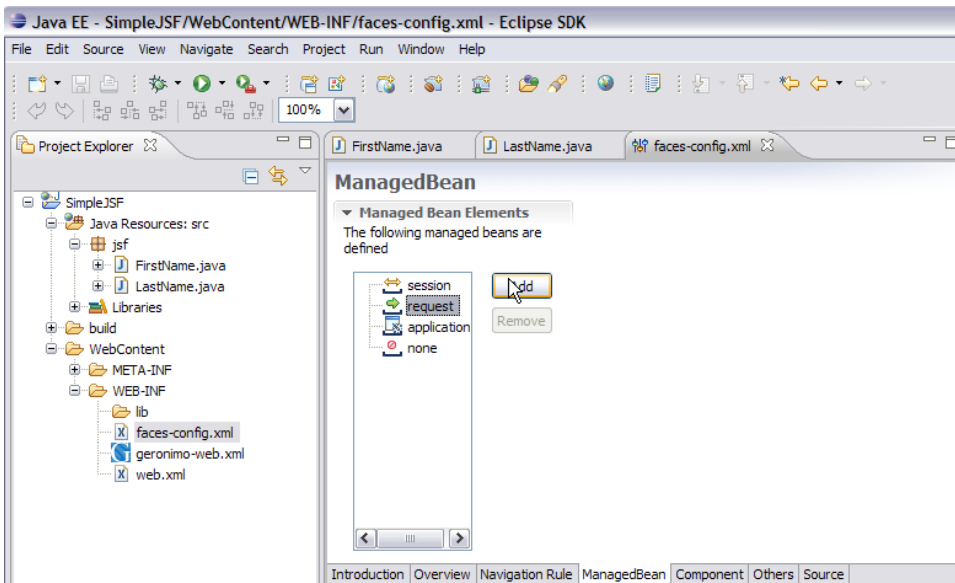 Java EE - SimpleJSF/WebContent/WEB-INF/faces-config.xml - Eclipse SDK
File Edit Source View Navigate Search Project Run Window Help
100%
Project Explorer
FirstName.java LastName.java faces-config.xml
SimpleJSF
Java Resources: src
jsf
FirstName.java
LastName.java
Libraries
build
WebContent
META-INF
WEB-INF
lib
faces-config.xml
geronimo-web.xml
web.xml
ManagedBean
Managed Bean Elements
The following managed beans are
defined
session
request
application
none
Add
Remove
Introduction Overview Navigation Rule ManagedBean Component Others Source